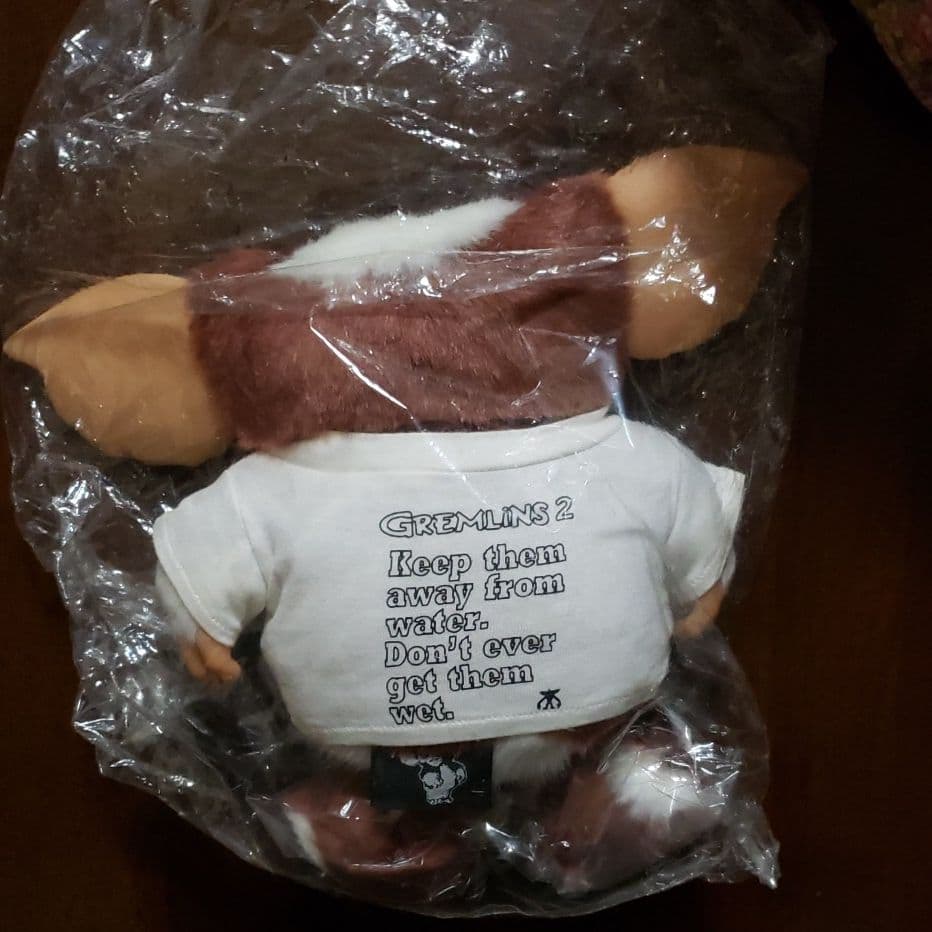 GREMLINS 2
Keep them
away from
water.
Don't ever
get them
wet.